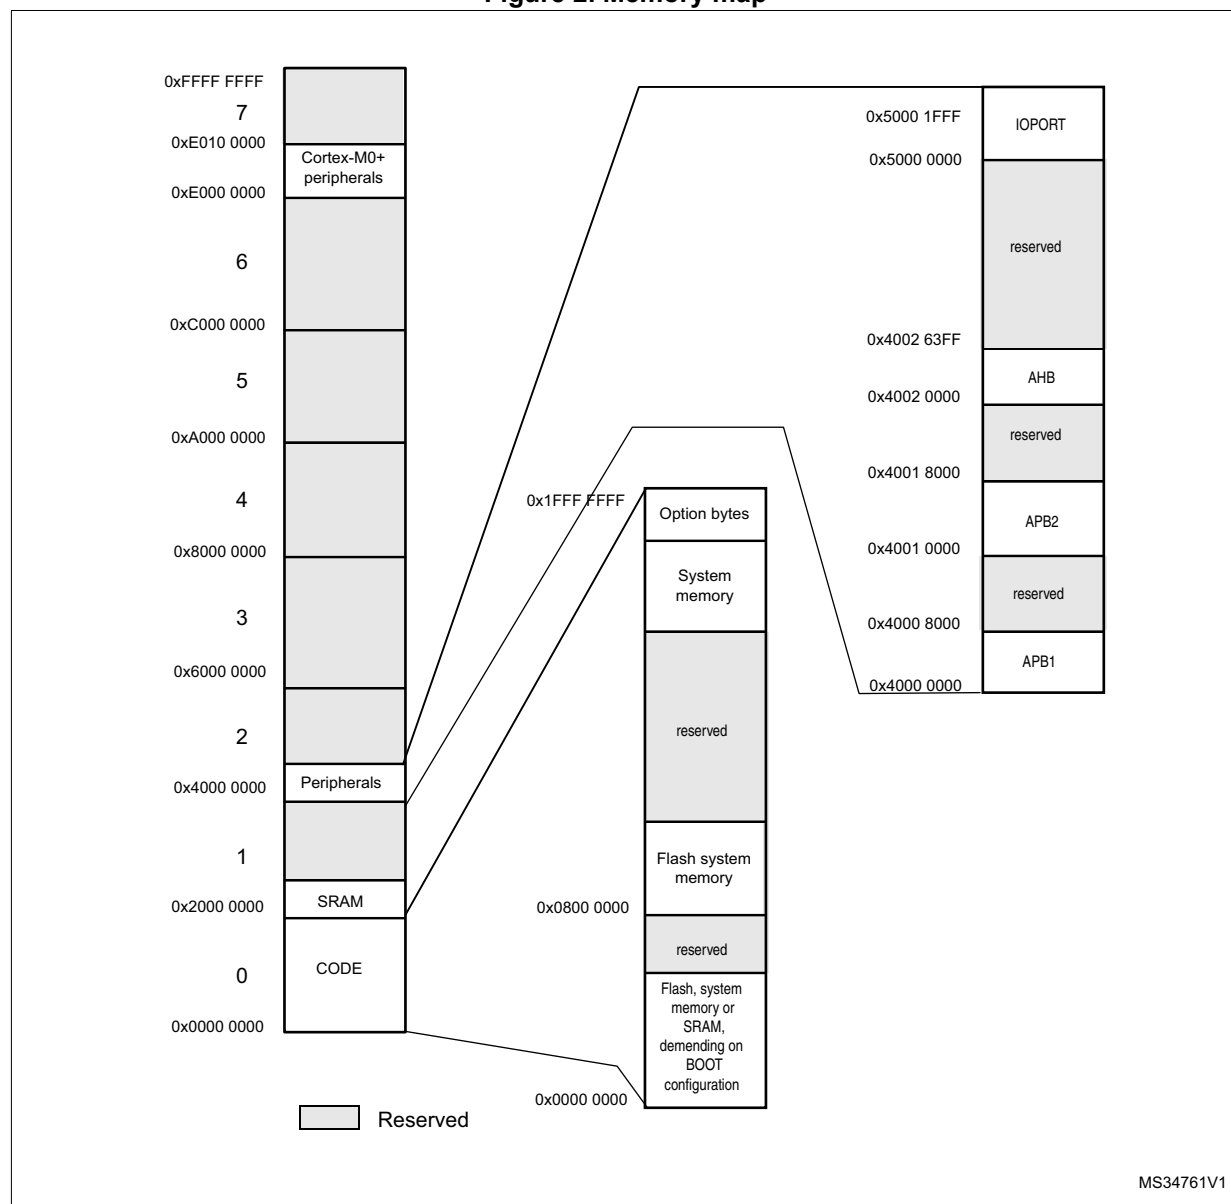 Figure 2. Memory map
0xFFFF FFFF
7
0xE010 0000
Cortex-M0+
peripherals
0xE000 0000
6
0xC000 0000
5
0xA000 0000
4
0x8000 0000
3
0x6000 0000
2
Peripherals
0x4000 0000
1
SRAM
0x2000 0000
CODE
0
0x0000 0000
Reserved
0x1FFF FFFF
Option bytes
System
memory
reserved
Flash system
memory
0x0800 0000
reserved
Flash, system
memory or
SRAM,
demending on
BOOT
configuration
0x0000 0000
0x5000 1FFF
IOPORT
0x5000 0000
reserved
0x4002 63FF
AHB
0x4002 0000
reserved
0x4001 8000
APB2
0x4001 0000
reserved
0x4000 8000
APB1
0x4000 0000
MS34761V1